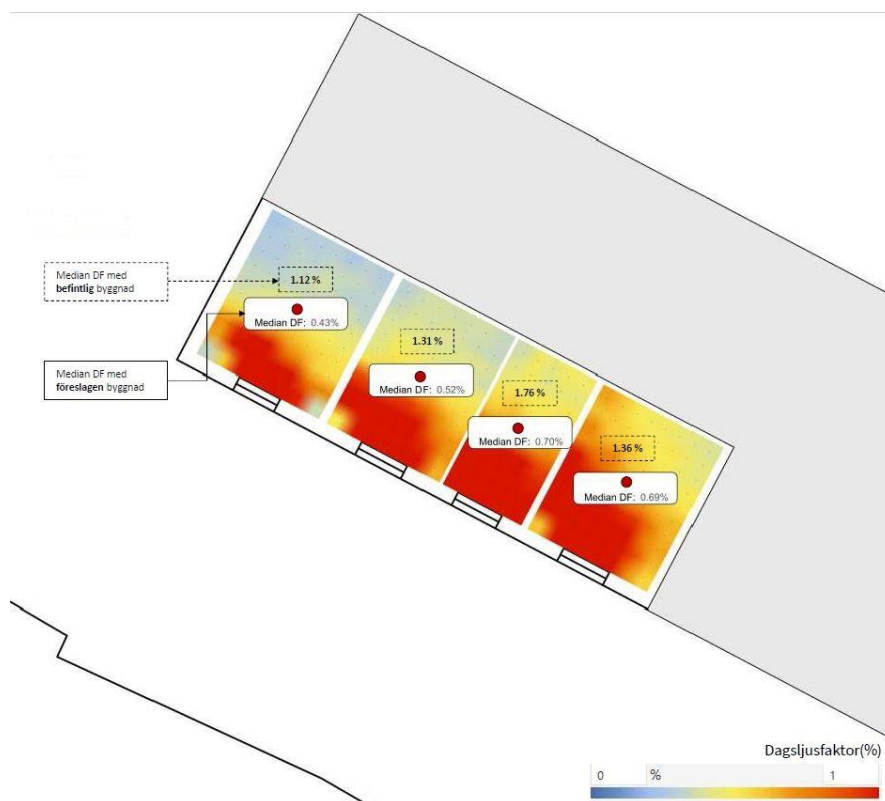 Median DF med
befintlig byggnad
1.12 %
Median DF: 0.43%
Median DF med
föreslagen byggnad
1.31 %
Median DF: 0.52%
1.76 %
Median DF: 0.70%
1.36 %
Median DF: 0.69%
Dagsljusfaktor(%)
0 % 1